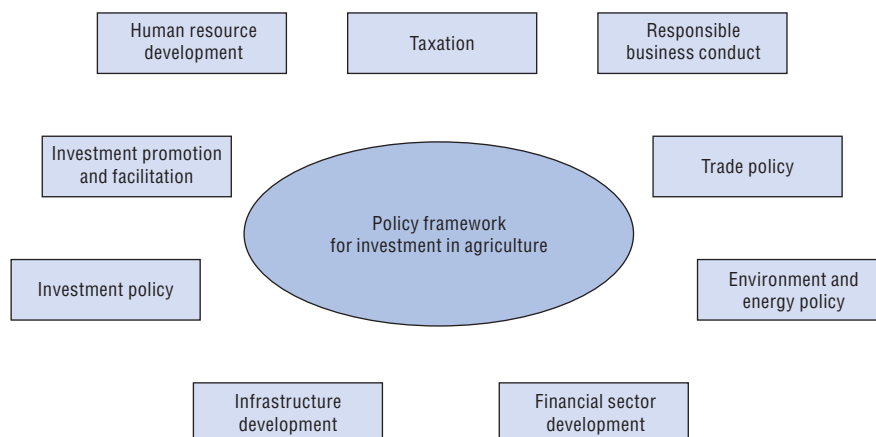 Human resource
development
Taxation
Responsible
business conduct
Investment promotion
and facilitation
Trade policy
Policy framework
for investment in agriculture
Investment policy
Environment and
energy policy
Infrastructure
development
Financial sector
development